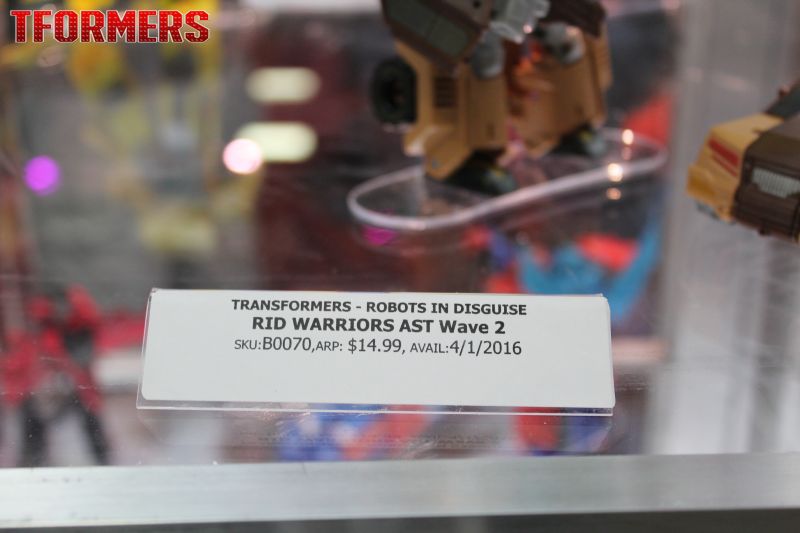 TFORMERS
TRANSFORMERS - ROBOTS IN DISGUISE
RID WARRIORS AST Wave 2
SKU:B0070,ARP: $14.99, AVAIL:4/1/2016